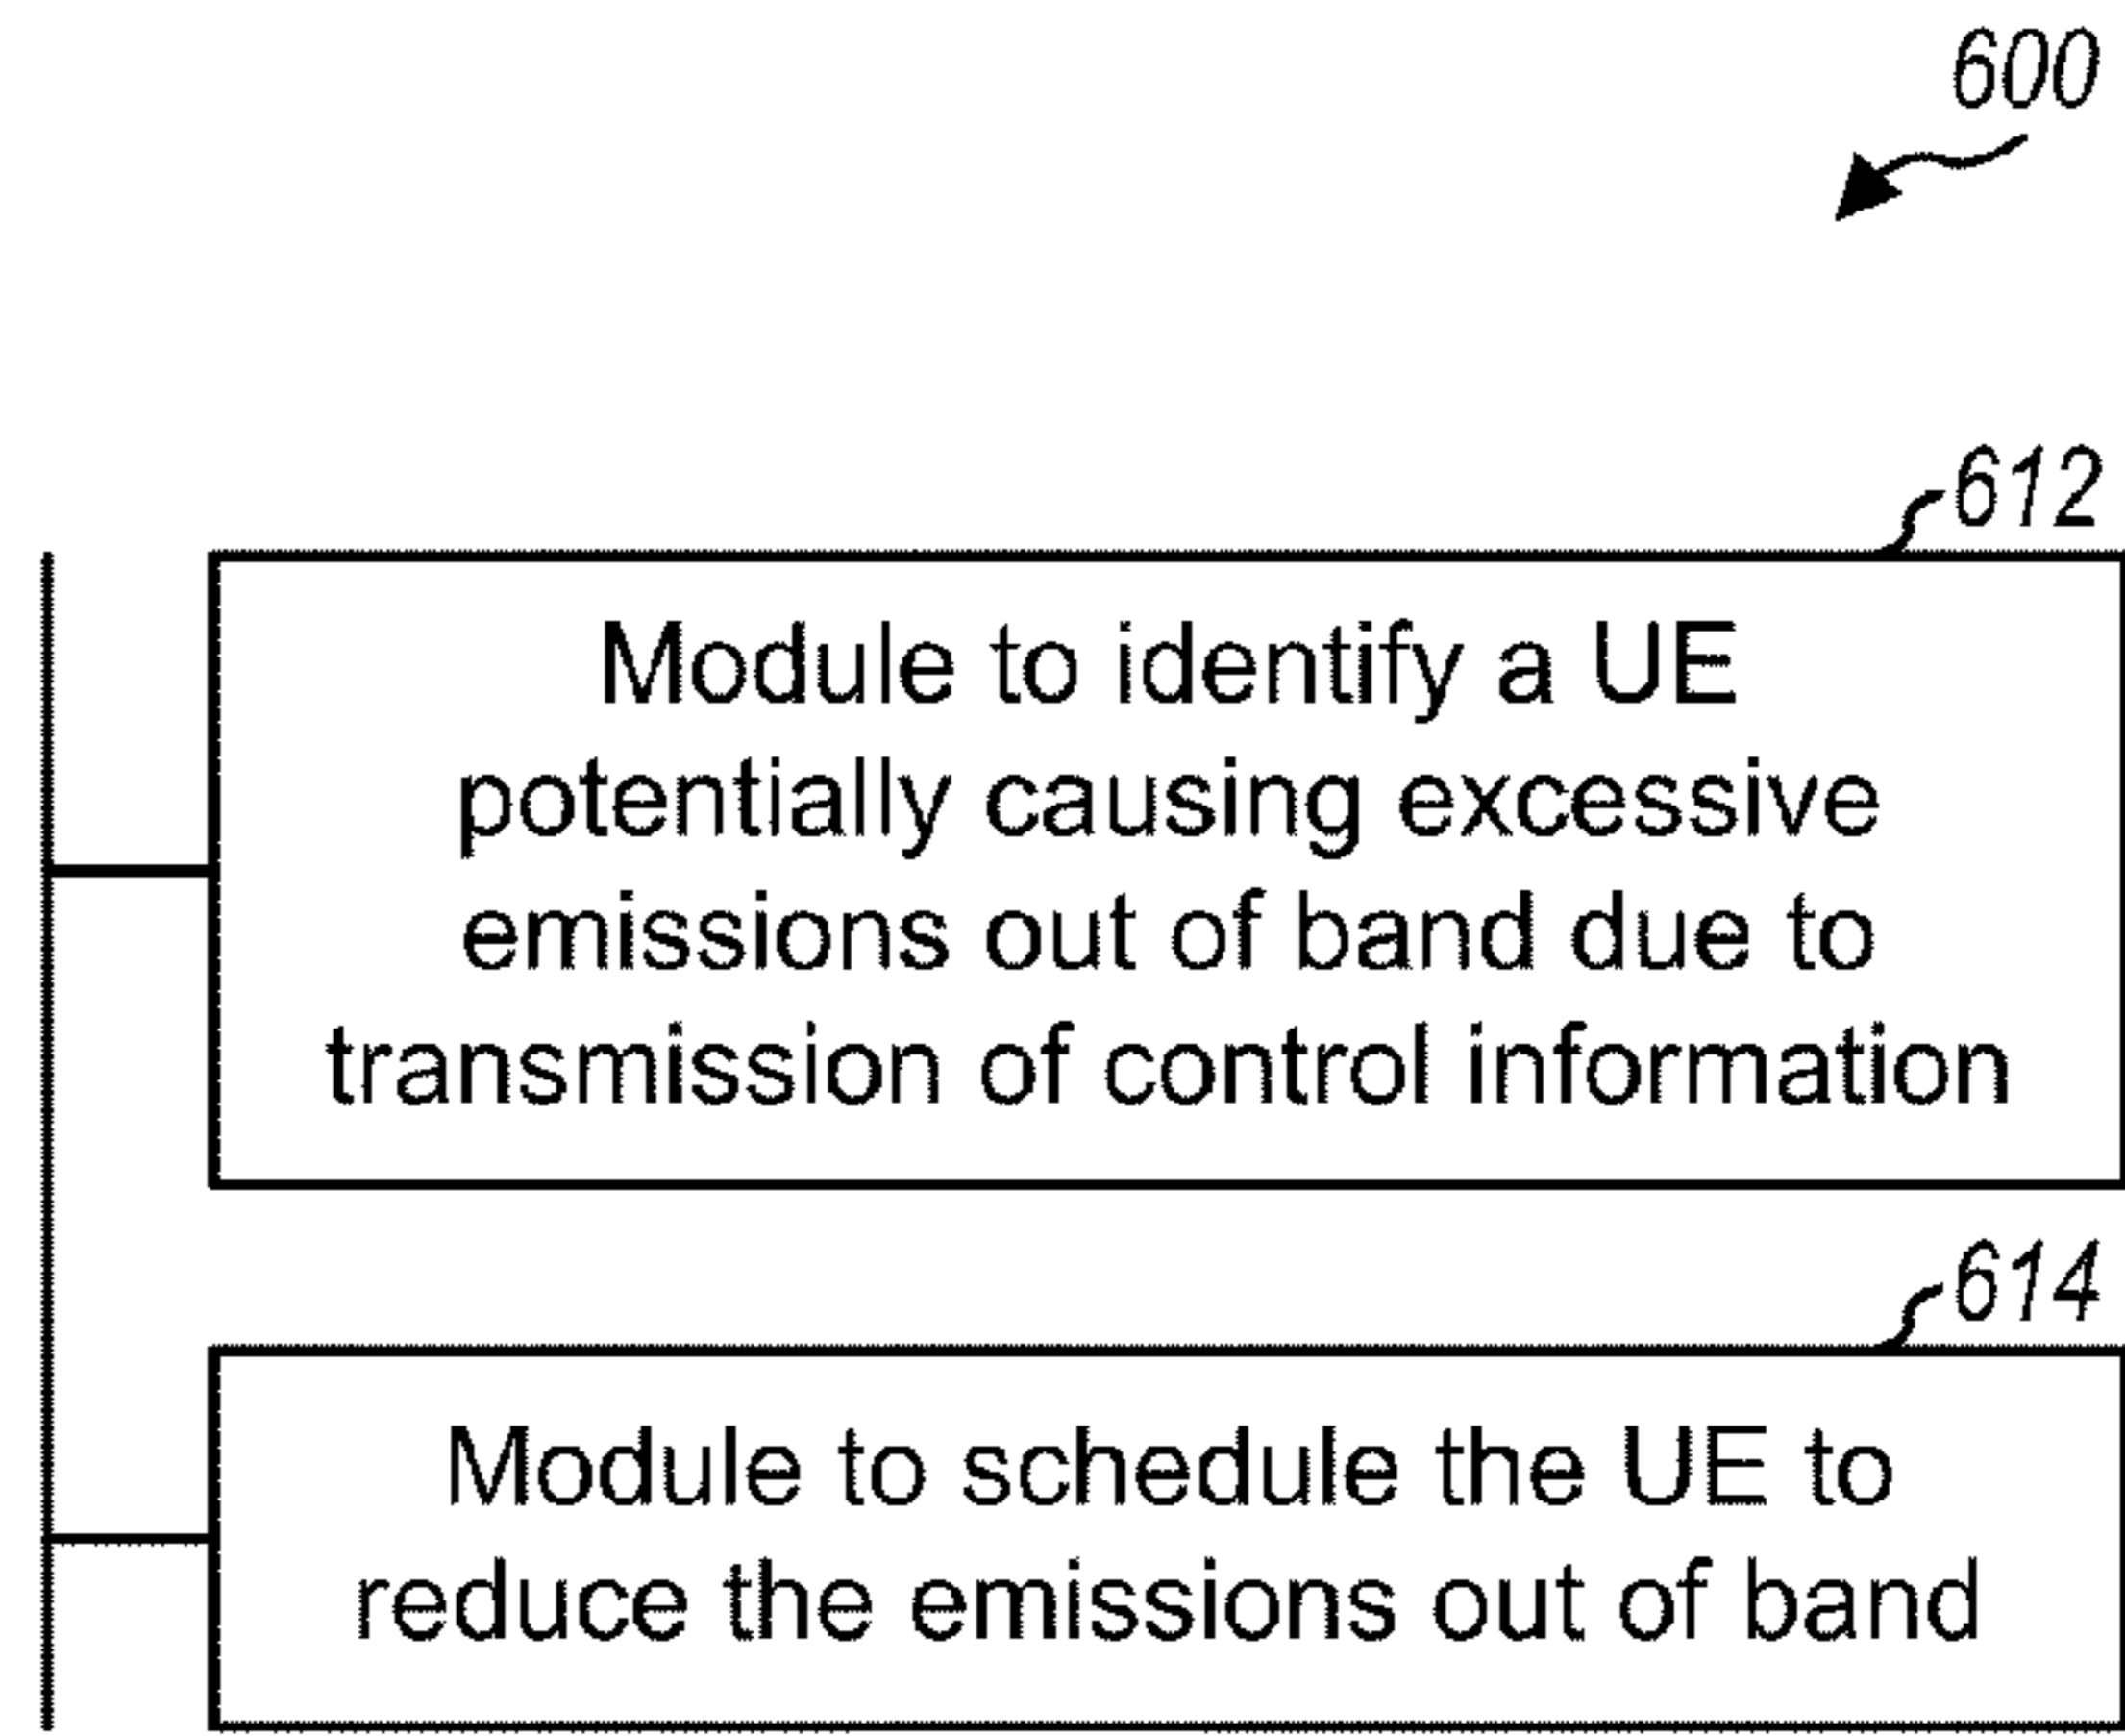 600
612
Module to identify a UE
potentially causing excessive
emissions out of band due to
transmission of control information
614
Module to schedule the UE to
reduce the emissions out of band